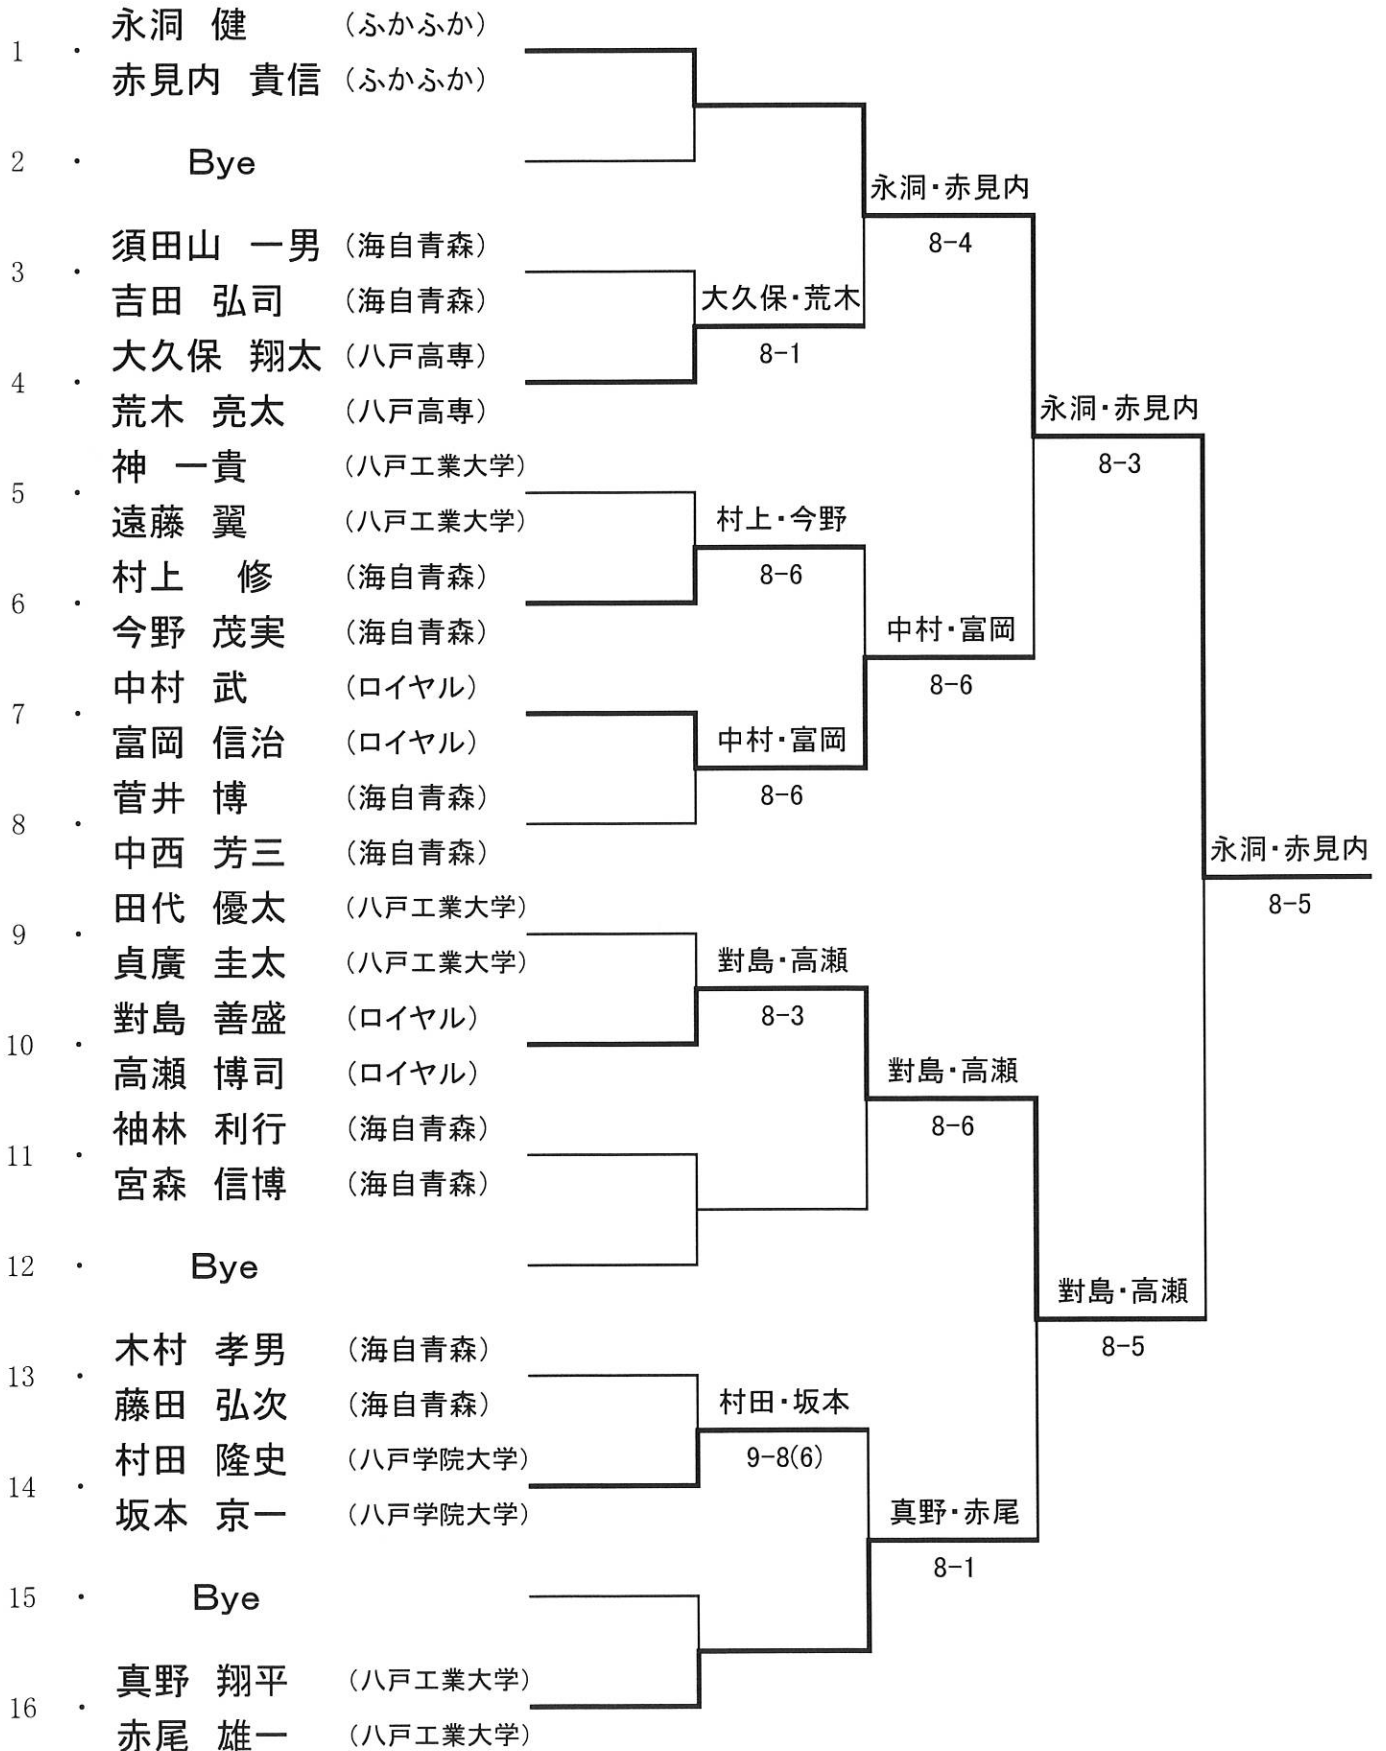 永洞 健 (ふかふか)
1 ・
赤見内 貴信 (ふかふか)
2 ・ Bye
永洞・赤見内
8-4
須田山 一男 (海自青森)
3 ・
吉田 弘司 (海自青森)
大久保・荒木
8-1
大久保 翔太 (八戸高専)
4 ・
荒木 亮太 (八戸高専)
永洞・赤見内
8-3
神 一貴 (八戸工業大学)
5 ・
遠藤 翼 (八戸工業大学)
村上・今野
8-6
村上 修 (海自青森)
6 ・
今野 茂実 (海自青森)
中村・富岡
8-6
中村 武 (ロイヤル)
7 ・
富岡 信治 (ロイヤル)
中村・富岡
8-6
菅井 博 (海自青森)
8 ・
中西 芳三 (海自青森)
永洞・赤見内
8-5
田代 優太 (八戸工業大学)
9 ・
貞廣 圭太 (八戸工業大学)
對島・高瀬
8-3
對島 善盛 (ロイヤル)
10 ・
高瀬 博司 (ロイヤル)
對島・高瀬
8-6
袖林 利行 (海自青森)
11 ・
宮森 信博 (海自青森)
12 ・ Bye
對島・高瀬
8-5
木村 孝男 (海自青森)
13 ・
藤田 弘次 (海自青森)
村田・坂本
9-8(6)
村田 隆史 (八戸学院大学)
14 ・
坂本 京一 (八戸学院大学)
真野・赤尾
8-1
15 ・ Bye
真野 翔平 (八戸工業大学)
16 ・
赤尾 雄一 (八戸工業大学)